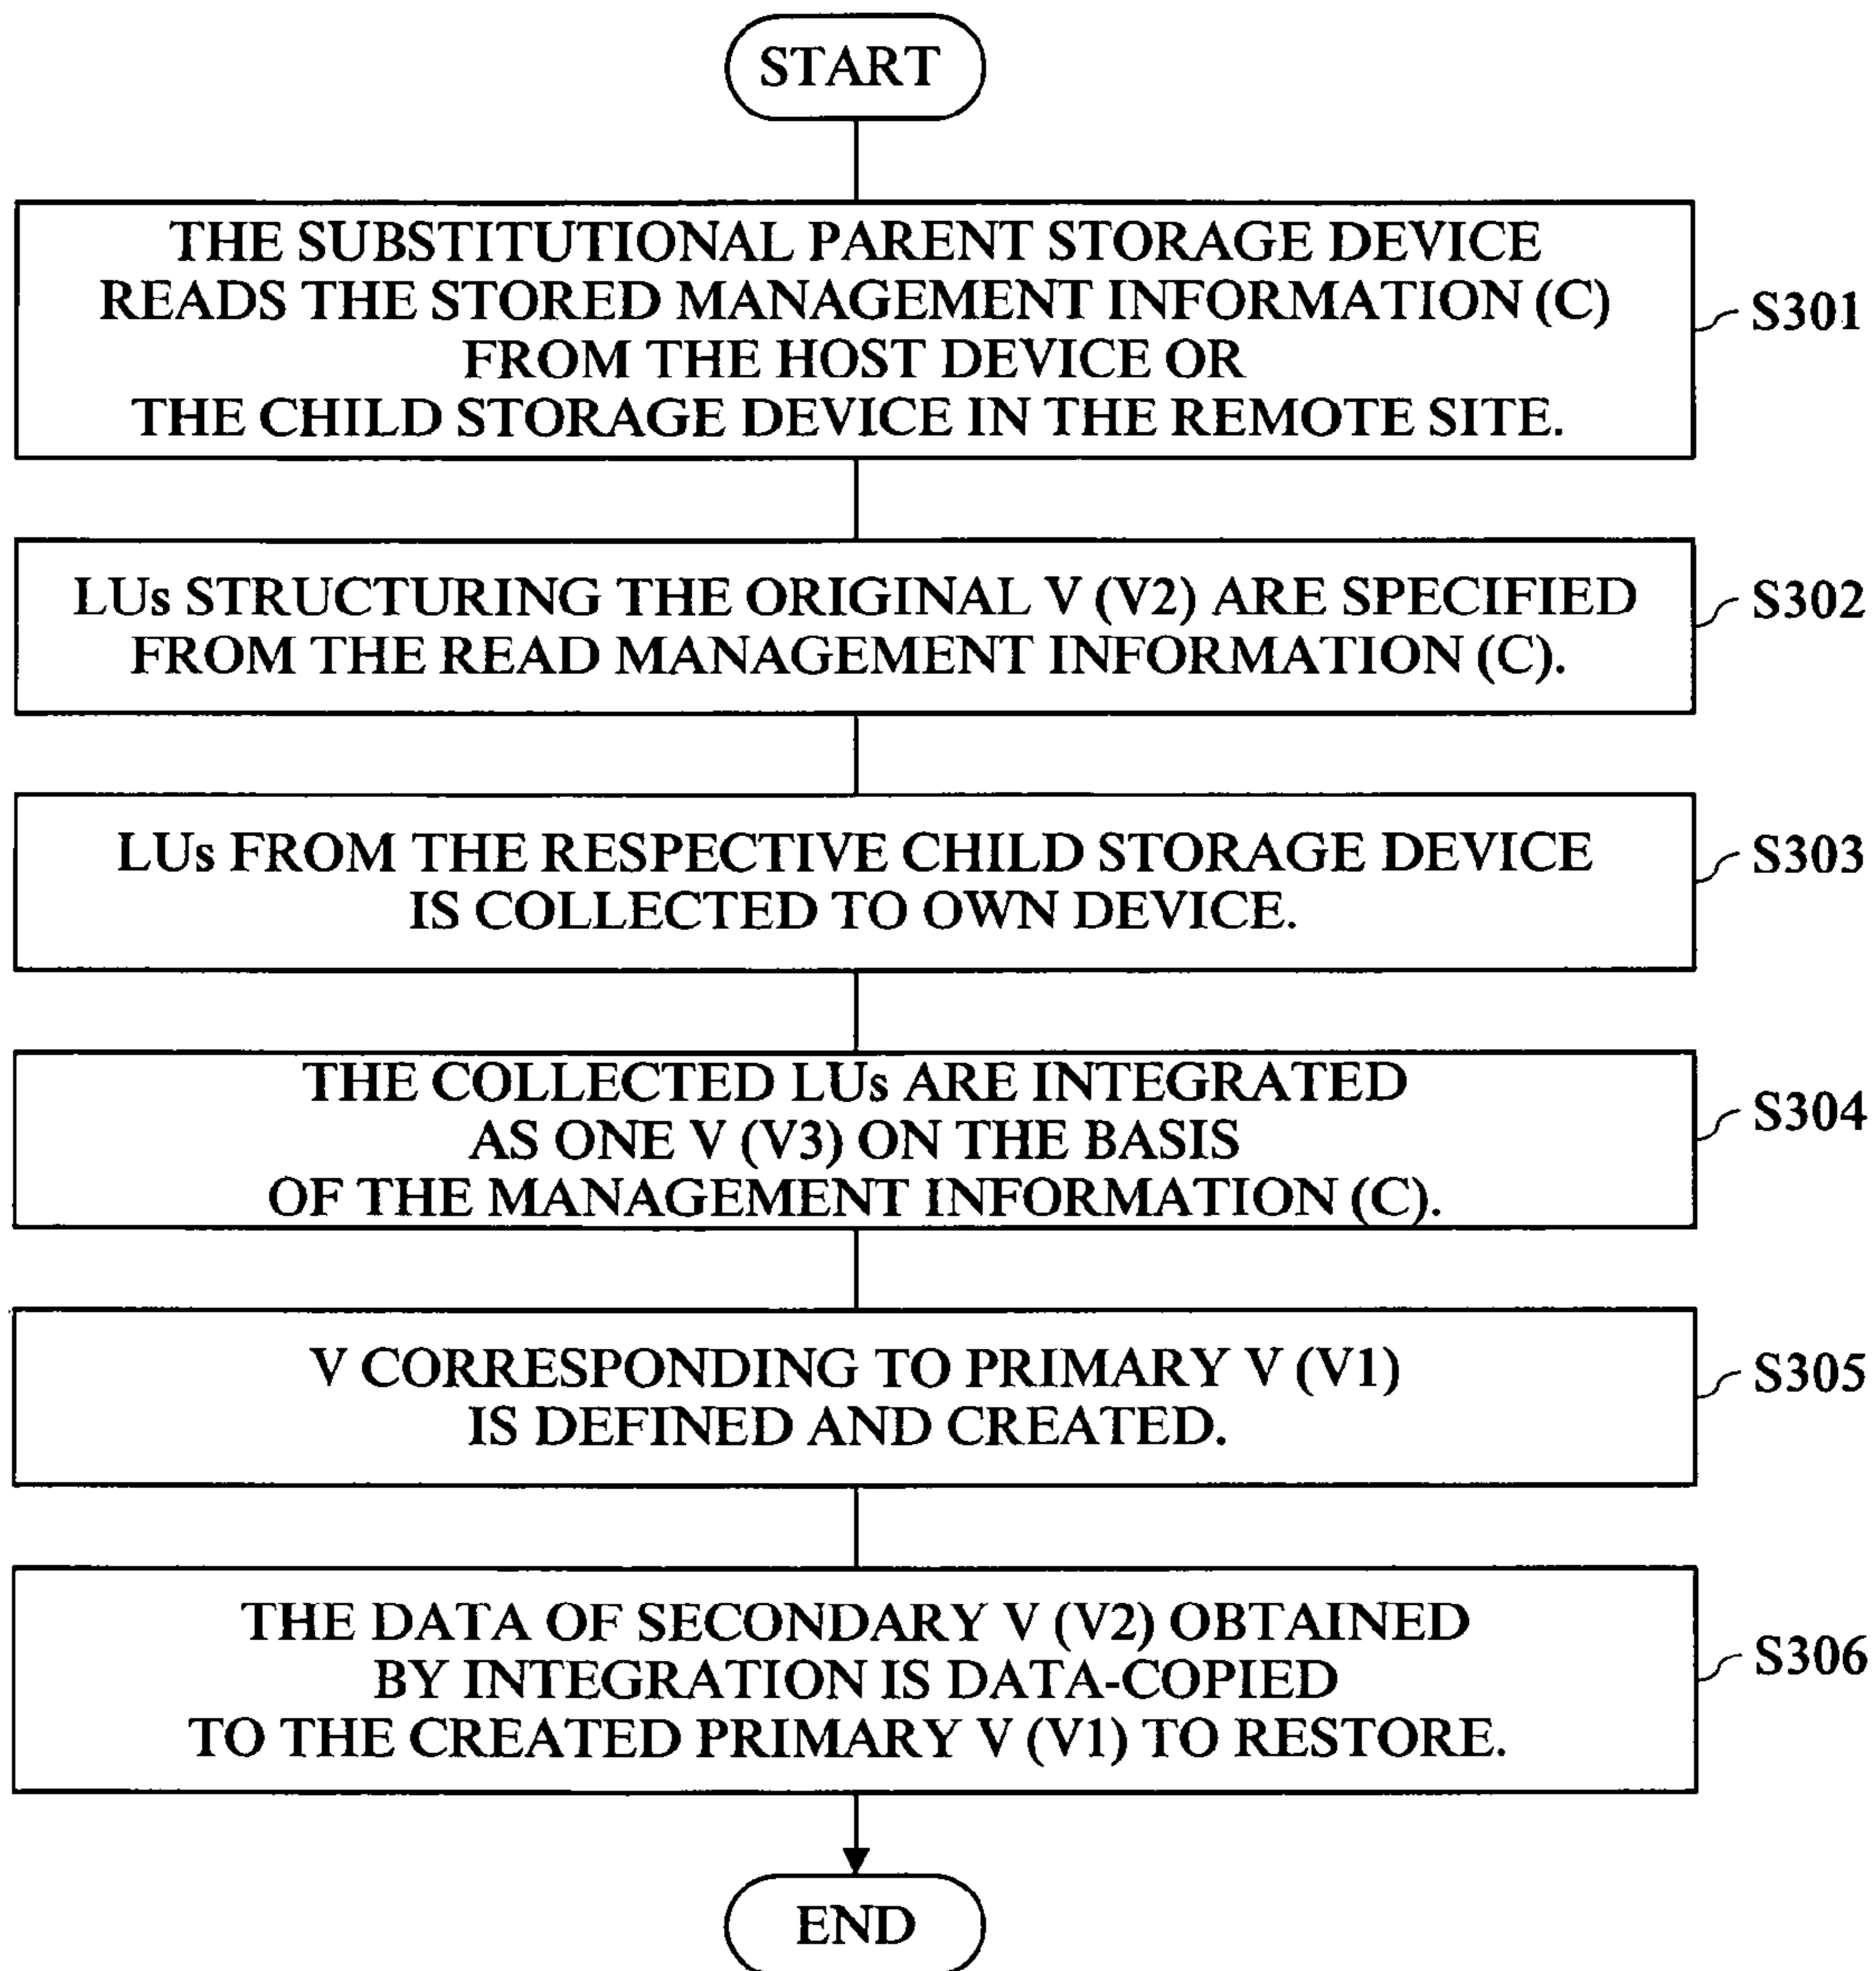 START
THE SUBSTITUTIONAL PARENT STORAGE DEVICE
READS THE STORED MANAGEMENT INFORMATION (C)
FROM THE HOST DEVICE OR
THE CHILD STORAGE DEVICE IN THE REMOTE SITE.
S301
LUs STRUCTURING THE ORIGINAL V (V2) ARE SPECIFIED
FROM THE READ MANAGEMENT INFORMATION (C).
S302
LUs FROM THE RESPECTIVE CHILD STORAGE DEVICE
IS COLLECTED TO OWN DEVICE.
S303
THE COLLECTED LUs ARE INTEGRATED
AS ONE V (V3) ON THE BASIS
OF THE MANAGEMENT INFORMATION (C).
S304
V CORRESPONDING TO PRIMARY V (V1)
IS DEFINED AND CREATED.
S305
THE DATA OF SECONDARY V (V2) OBTAINED
BY INTEGRATION IS DATA-COPIED
TO THE CREATED PRIMARY V (V1) TO RESTORE.
S306
END